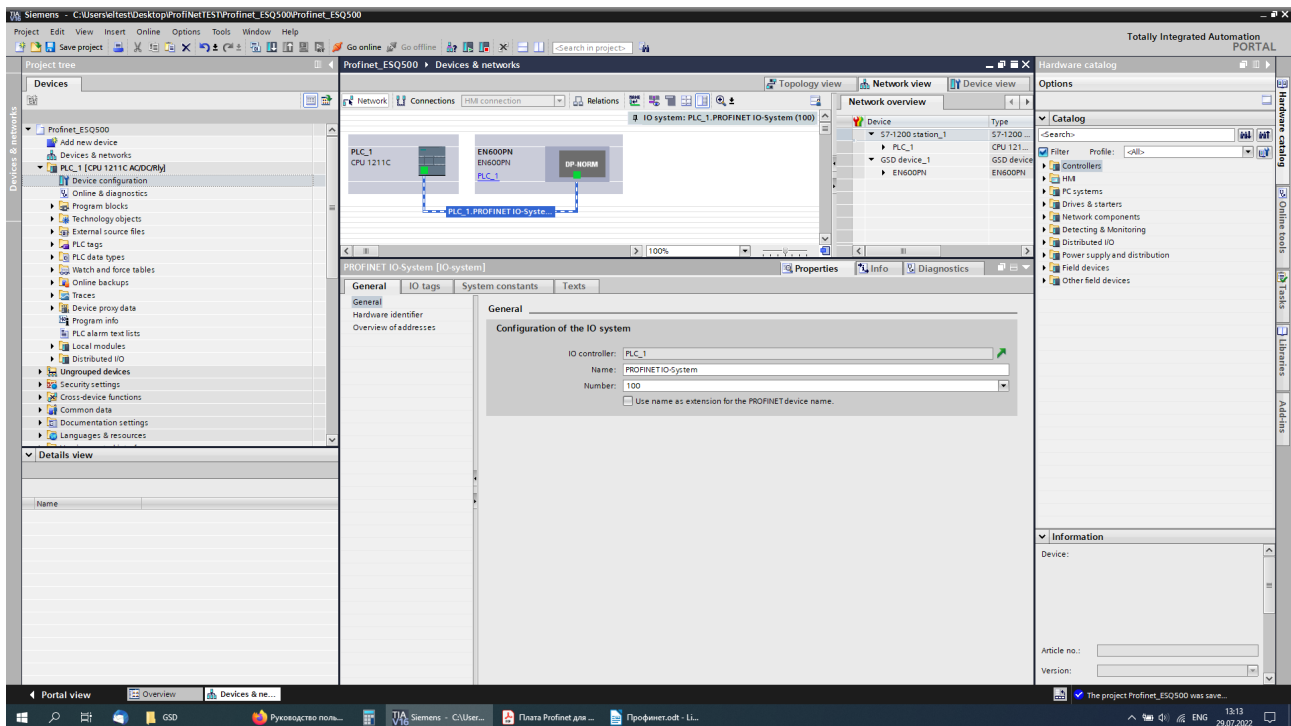 Siemens - C:\Users\eltest\Desktop\ProfiNetTEST\Profinet_ESQ500\Profinet_ESQ500
Project Edit View Insert Online Options Tools Window Help
Totally Integrated Automation
PORTAL
Save project
Go online
Go offline
<Search in project>
Project tree
Profinet_ESQ500 ▸ Devices & networks
Hardware catalog
Devices
Topology view
Network view
Device view
Options
Network
Connections
HMI connection
Relations
Network overview
IO system: PLC_1.PROFINET IO-System (100)
Catalog
Device Type
<Search>
Filter Profile: <All>
Profinet_ESQ500
Add new device
Devices & networks
PLC_1 [CPU 1211C AC/DC/Rly]
Device configuration
Online & diagnostics
Program blocks
Technology objects
External source files
PLC tags
PLC data types
Watch and force tables
Online backups
Traces
Device proxy data
Program info
PLC alarm text lists
Local modules
Distributed I/O
Ungrouped devices
Security settings
Cross-device functions
Common data
Documentation settings
Languages & resources
PLC_1
CPU 1211C
EN600PN
EN600PN
PLC_1
DP-NORM
PLC_1.PROFINET IO-Syste...
S7-1200 station_1 S7-1200 ...
PLC_1 CPU 121...
GSD device_1 GSD device
EN600PN EN600PN
100%
Controllers
HMI
PC systems
Drives & starters
Network components
Detecting & Monitoring
Distributed I/O
Power supply and distribution
Field devices
Other field devices
PROFINET IO-System [IO-system]
Properties
Info
Diagnostics
General
IO tags
System constants
Texts
General
Hardware identifier
Overview of addresses
General
Configuration of the IO system
IO controller: PLC_1
Name: PROFINET IO-System
Number: 100
Use name as extension for the PROFINET device name.
Details view
Name
Information
Device:
Article no.:
Version:
Devices & networks
Hardware catalog
Online tools
Tasks
Libraries
Add-ins
Portal view
Overview
Devices & ne...
The project Profinet_ESQ500 was save...
GSD
Руководство поль...
V16
Siemens - C:\User...
Плата Profinet для ...
Профинет.odt - Li...
ENG
13:13
29.07.2022